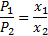 P₁/P₂ = x₁/x₂